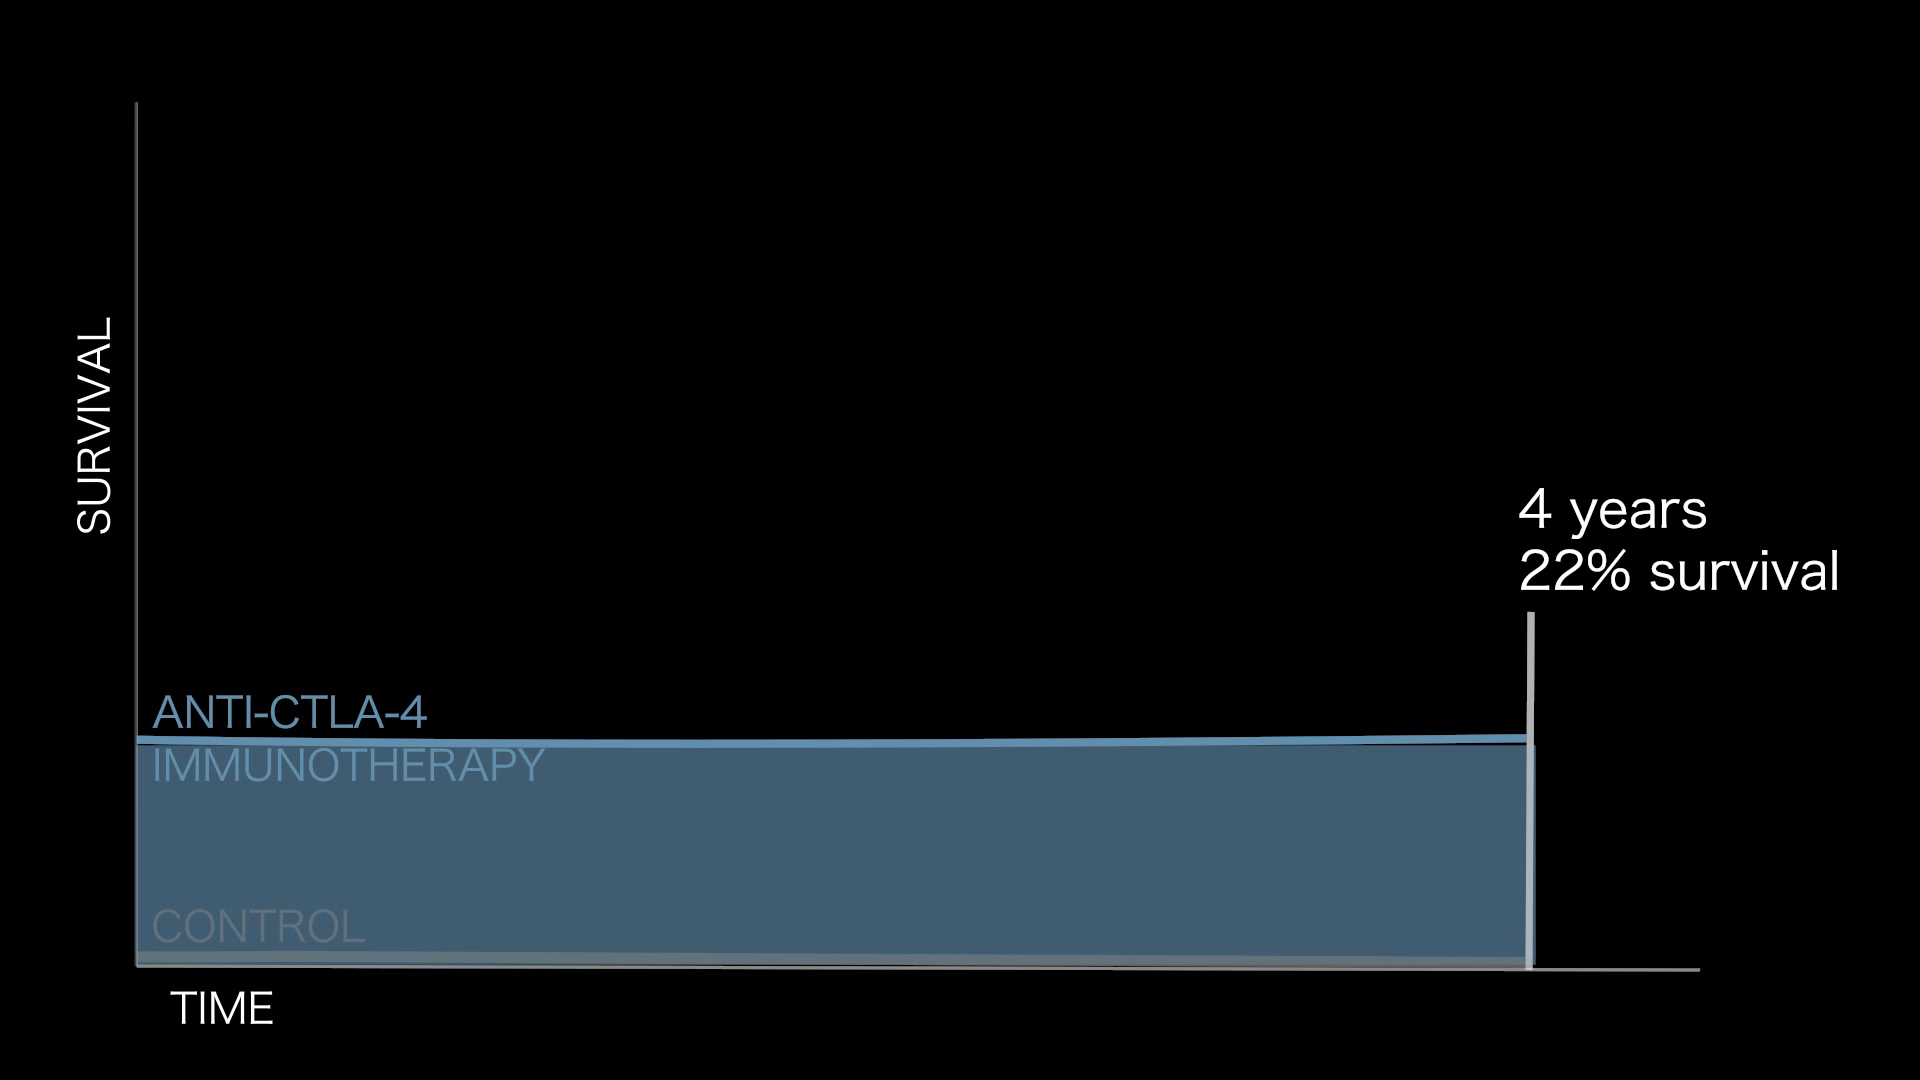 SURVIVAL
4 years
22% survival
ANTI-CTLA-4
IMMUNOTHERAPY
CONTROL
TIME